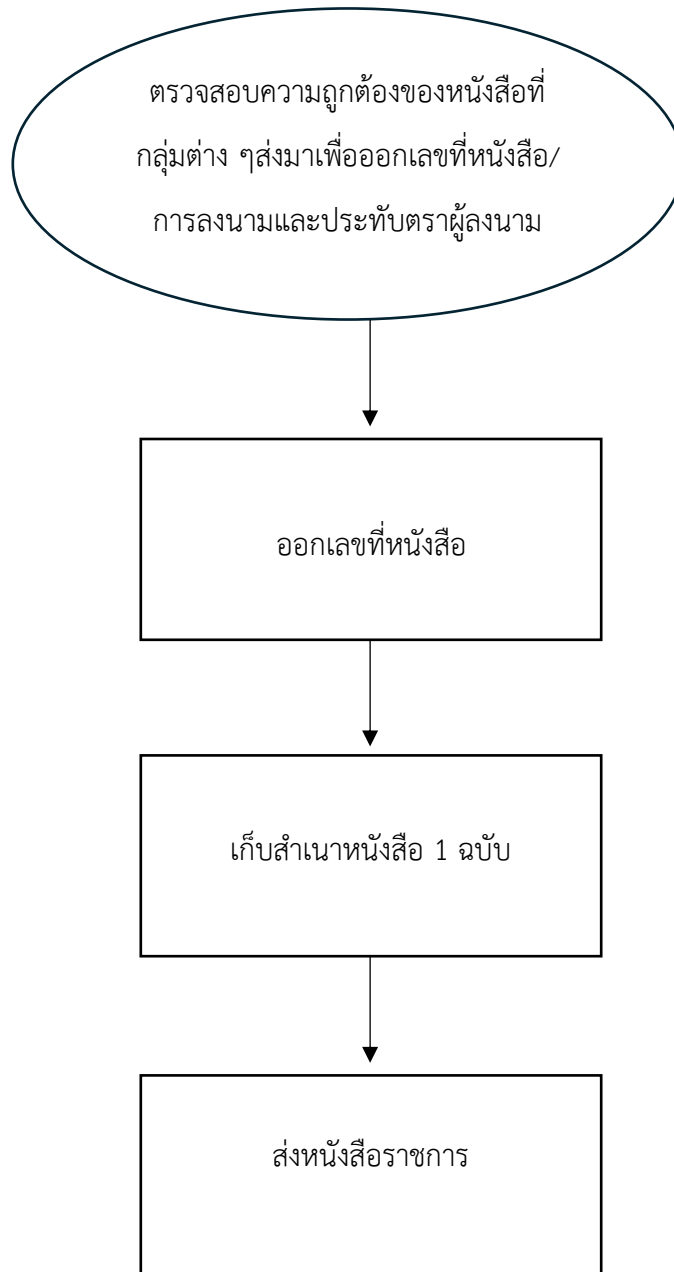 ตรวจสอบความถูกต้องของหนังสือที่
กลุ่มต่าง ๆส่งมาเพื่อออกเลขที่หนังสือ/
การลงนามและประทับตราผู้ลงนาม
ออกเลขที่หนังสือ
เก็บสำเนาหนังสือ 1 ฉบับ
ส่งหนังสือราชการ